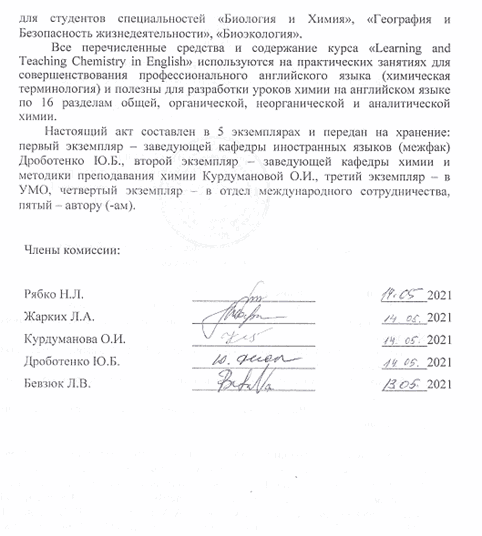 для студентов специальностей «Биология и Химия», «География и
Безопасность жизнедеятельности», «Биоэкология».
Все перечисленные средства и содержание курса «Learning and
Teaching Chemistry in English» используются на практических занятиях для
совершенствования профессионального английского языка (химическая
терминология) и полезны для разработки уроков химии на английском языке
по 16 разделам общей, органической, неорганической и аналитической
химии.
Настоящий акт составлен в 5 экземплярах и передан на хранение:
первый экземпляр – заведующей кафедры иностранных языков (межфак)
Дроботенко Ю.Б., второй экземпляр – заведующей кафедры химии и
методики преподавания химии Курдумановой О.И., третий экземпляр – в
УМО, четвертый экземпляр – в отдел международного сотрудничества,
пятый – автору (-ам).
Члены комиссии:
Рябко Н.Л. 14.05 2021
Жарких Л.А. 14 05. 2021
Курдуманова О.И. 14. 05. 2021
Дроботенко Ю.Б. 14 05. 2021
Бевзюк Л.В. 13.05. 2021